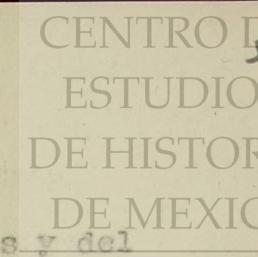 CENTRO D
ESTUDIO
DE HISTOR
DE MEXIC
s y del